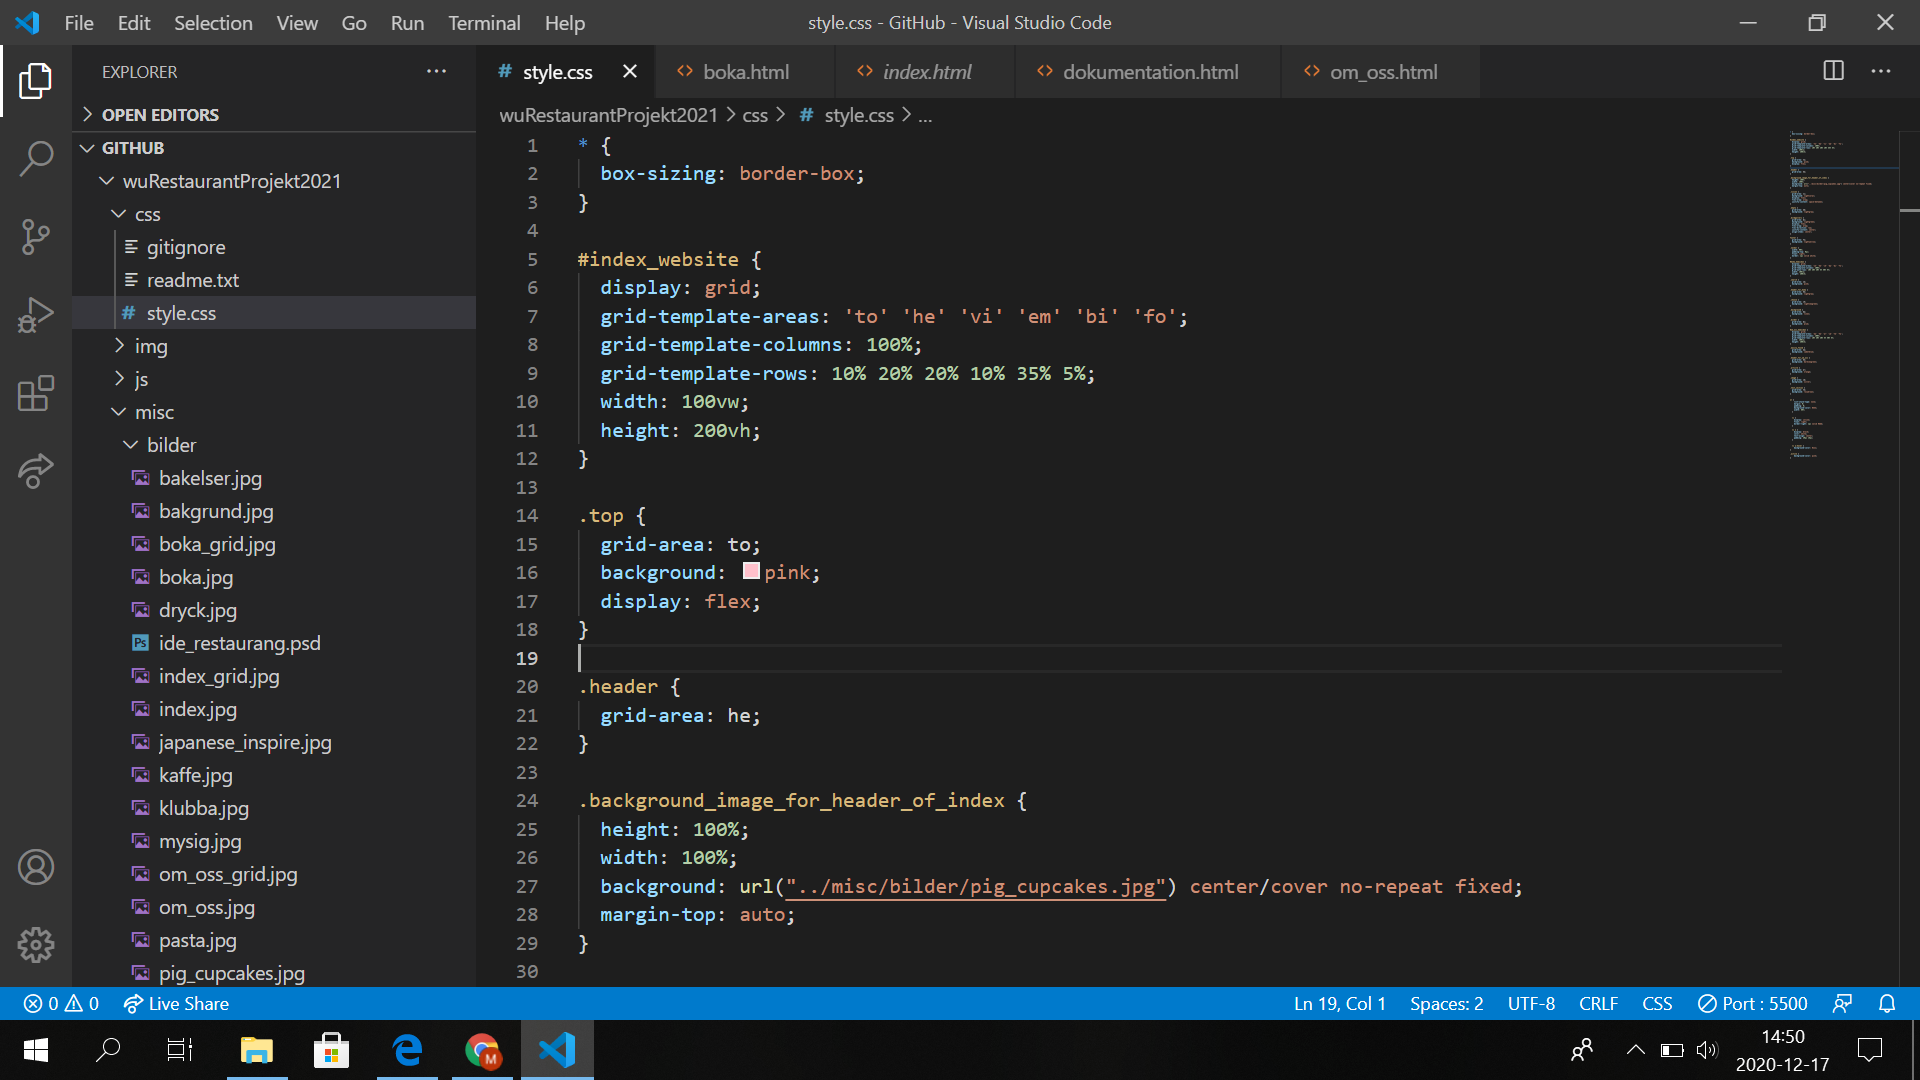 File Edit Selection View Go Run Terminal Help
style.css - GitHub - Visual Studio Code
EXPLORER
OPEN EDITORS
GITHUB
wuRestaurantProjekt2021
css
gitignore
readme.txt
# style.css
img
js
misc
bilder
bakelser.jpg
bakgrund.jpg
boka_grid.jpg
boka.jpg
dryck.jpg
Ps ide_restaurang.psd
index_grid.jpg
index.jpg
japanese_inspire.jpg
kaffe.jpg
klubba.jpg
mysig.jpg
om_oss_grid.jpg
om_oss.jpg
pasta.jpg
pig_cupcakes.jpg
# style.css boka.html index.html dokumentation.html om_oss.html
wuRestaurantProjekt2021 > css > # style.css > ...
1 * {
2 box-sizing: border-box;
3 }
4
5 #index_website {
6 display: grid;
7 grid-template-areas: 'to' 'he' 'vi' 'em' 'bi' 'fo';
8 grid-template-columns: 100%;
9 grid-template-rows: 10% 20% 20% 10% 35% 5%;
10 width: 100vw;
11 height: 200vh;
12 }
13
14 .top {
15 grid-area: to;
16 background: pink;
17 display: flex;
18 }
19
20 .header {
21 grid-area: he;
22 }
23
24 .background_image_for_header_of_index {
25 height: 100%;
26 width: 100%;
27 background: url("../misc/bilder/pig_cupcakes.jpg") center/cover no-repeat fixed;
28 margin-top: auto;
29 }
30
0 0 Live Share
Ln 19, Col 1 Spaces: 2 UTF-8 CRLF CSS Port : 5500
M
14:50
2020-12-17